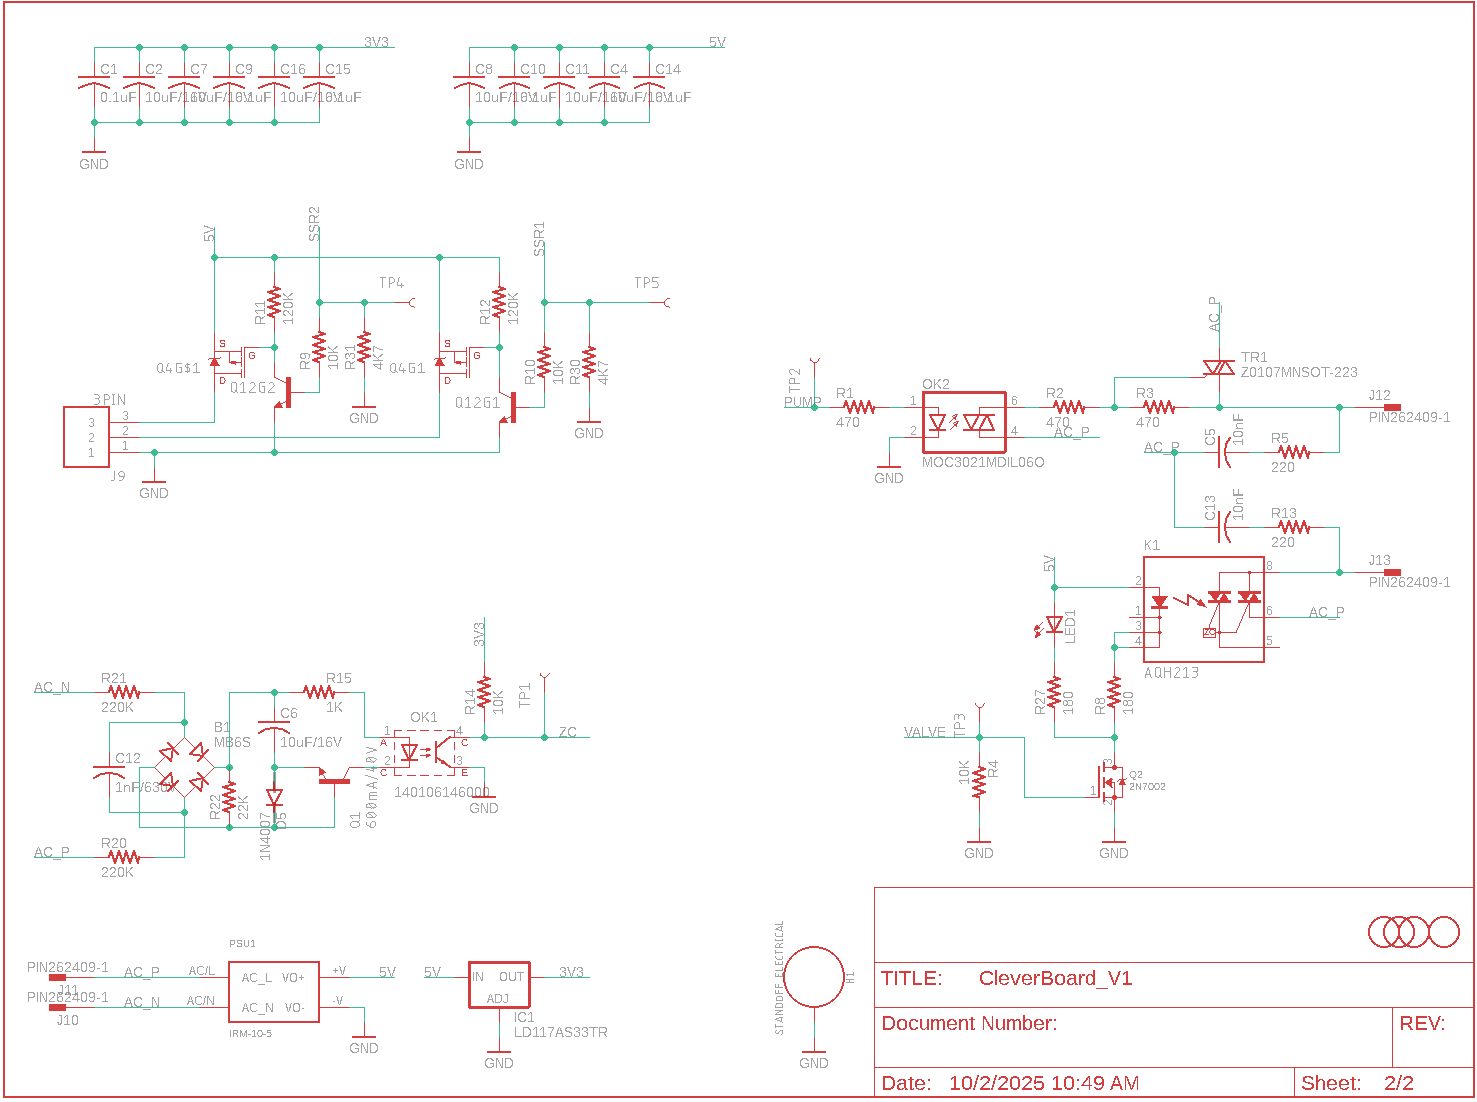 3V3
C1 C2 C7 C9 C16 C15
0.1uF 10uF/16V 10uF/16V 0.1uF 10uF/16V 0.1uF
GND
5V
C8 C10 C11 C4 C14
10uF/16V 0.1uF 10uF/16V 10uF/16V 0.1uF
GND
5V
SSR2
SSR1
TP4
TP5
R11
120K
R12
120K
R9
10K
R31
4K7
R10
10K
R30
4K7
S
G
D
Q4G$1
Q12G2
S
G
D
Q4G1
Q12G1
GND
GND
3PIN
3 3
2 2
1 1
J9
GND
AC_P
TR1
Z0107MNSOT-223
TP2
PUMP
R1
470
OK2
1 6
2 4
MOC3021MDIL06O
GND
R2
470
AC_P
R3
470
J12
PIN262409-1
AC_P
C5
10nF
R5
220
C13
10nF
R13
220
J13
PIN262409-1
K1
2 8
1 6
3
4 5
ZC
AQH213
AC_P
5V
LED1
R27
180
R8
180
VALVE
TP3
10K
R4
Q2
2N7002
3
1
2
GND
GND
AC_N
R21
220K
C12
1nF/630V
B1
MB6S
AC_P
R20
220K
R22
22K
C6
10uF/16V
1N4007
D5
R15
1K
Q1
600mA/40V
OK1
1 4
A C
2 3
C E
140106146000
3V3
R14
10K
TP1
ZC
GND
PSU1
PIN262409-1
J11
AC_P
AC/L
AC_L VO+
+V
5V
PIN262409-1
J10
AC_N
AC/N
AC_N VO-
-V
IRM-10-5
GND
5V
IN OUT
ADJ
3V3
IC1
LD117AS33TR
GND
STANDOFF_ELECTRICAL
H1
GND
TITLE: CleverBoard_V1
Document Number:
REV:
Date: 10/2/2025 10:49 AM
Sheet: 2/2